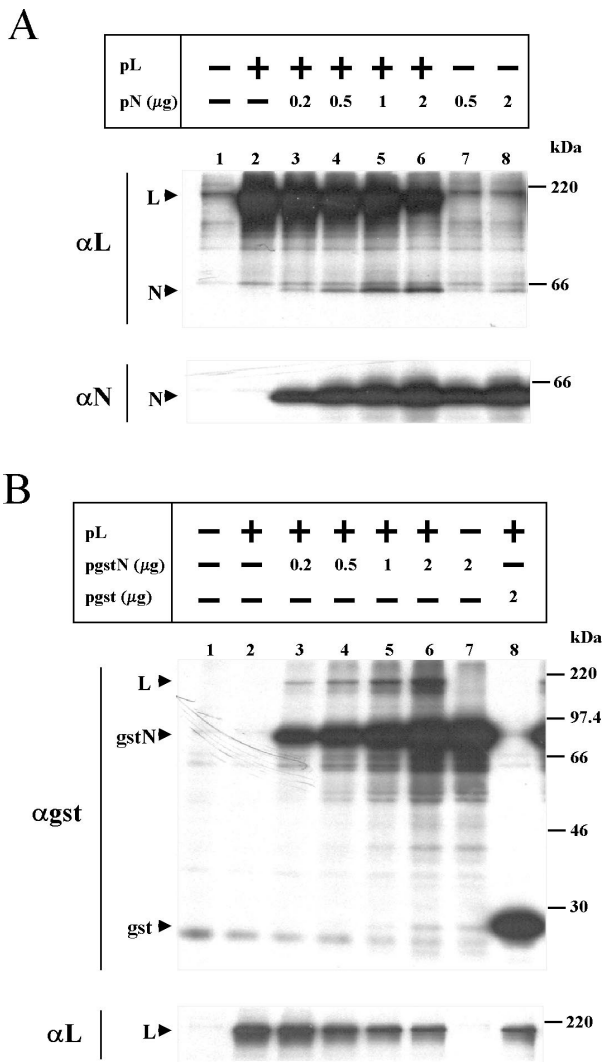 A
pL − + + + + + − −
pN (μg) − − 0.2 0.5 1 2 0.5 2
1 2 3 4 5 6 7 8 kDa
L 220
αL
N 66
αN N 66
B
pL − + + + + + − +
pgstN (μg) − − 0.2 0.5 1 2 2 −
pgst (μg) − − − − − − − 2
1 2 3 4 5 6 7 8 kDa
L 220
gstN 97.4
66
αgst
46
gst 30
αL L 220